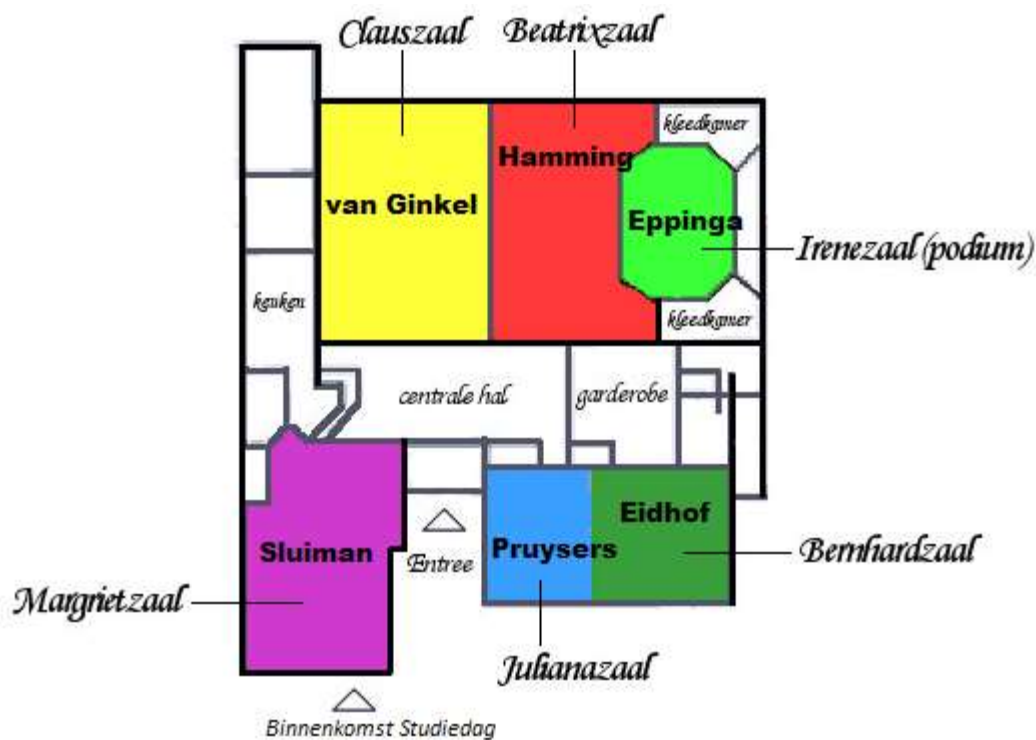 Clauszaal
Beatrixzaal
kleedkamer
Hamming
van Ginkel
Eppinga
Irenezaal (podium)
keuken
kleedkamer
centrale hal
garderobe
Eidhof
Sluiman
Pruysers
Entree
Bernhardzaal
Margrietzaal
Julianazaal
Binnenkomst Studiedag